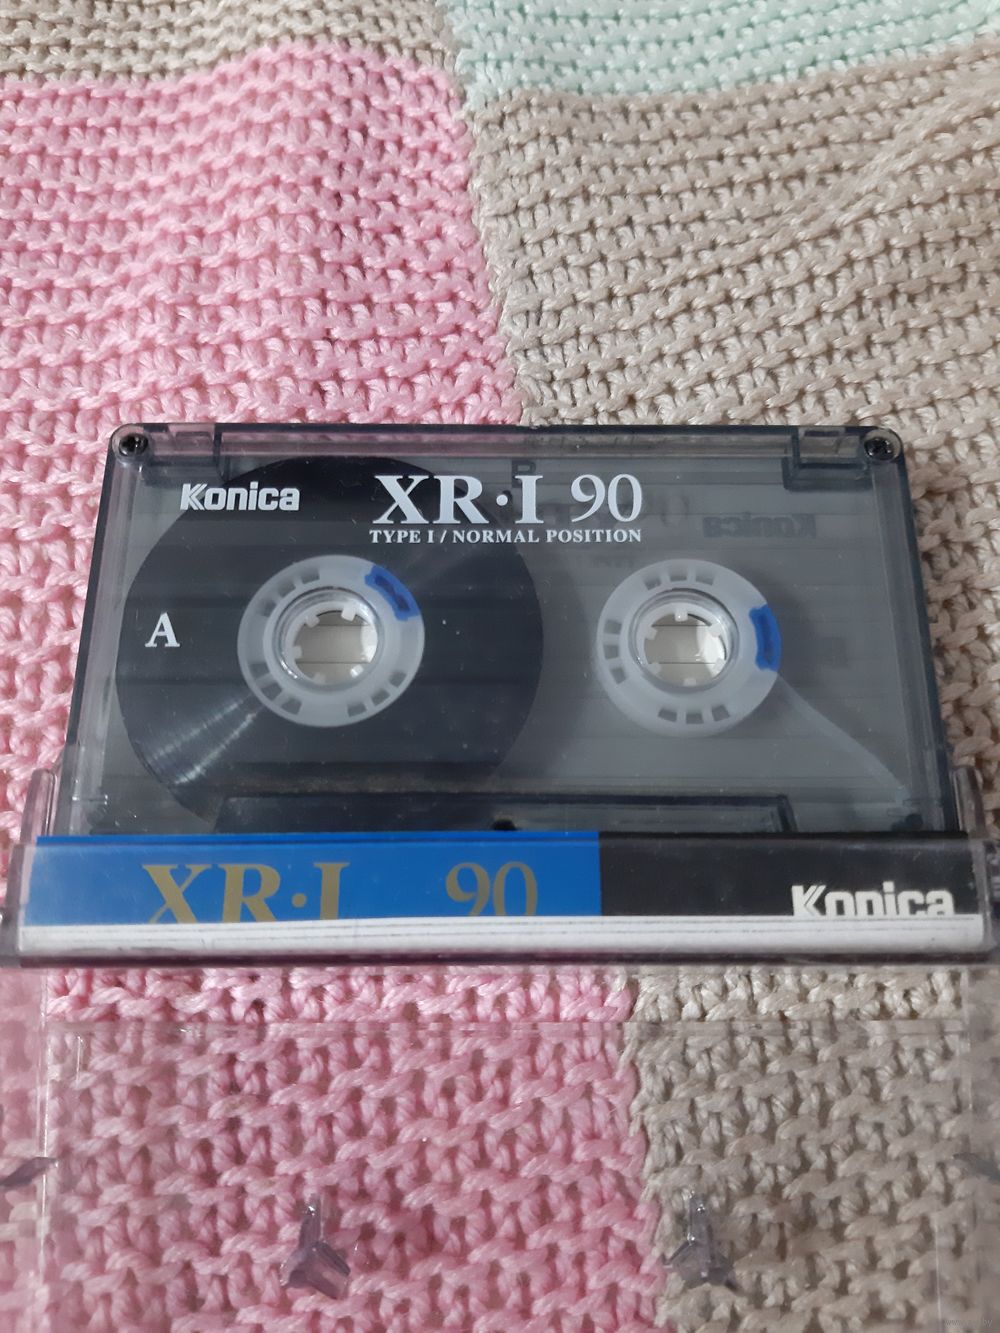 Konica
XR·I 90
TYPE I / NORMAL POSITION
A
XR·I 90
Konica